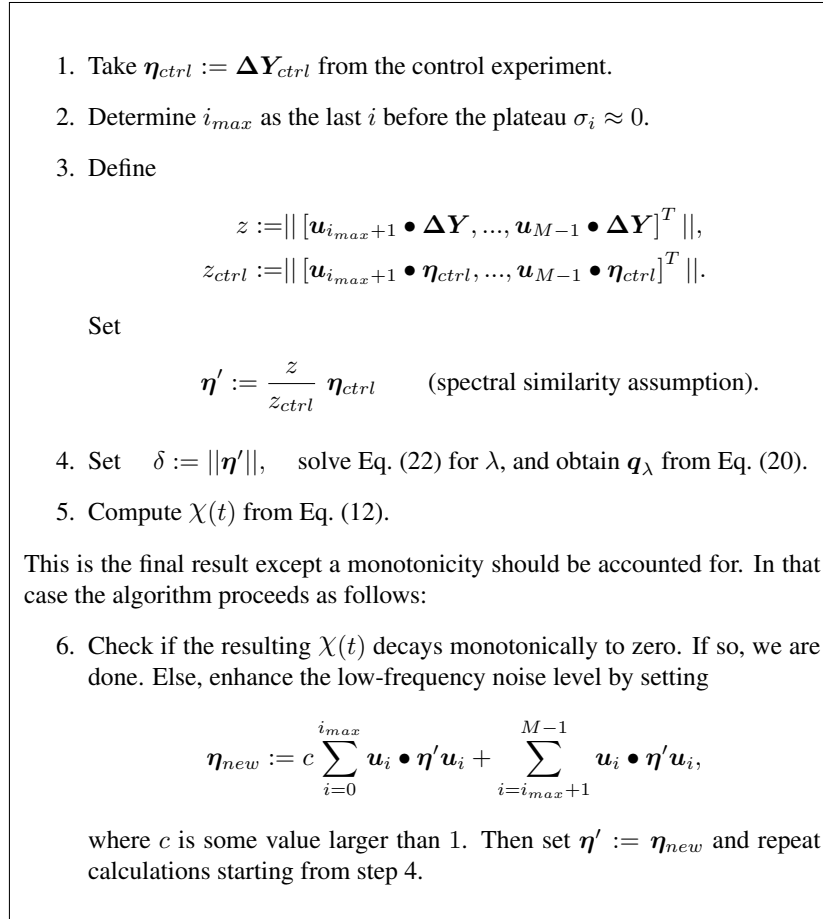 1. Take η_ctrl := ΔY_ctrl from the control experiment.
2. Determine i_max as the last i before the plateau σ_i ≈ 0.
3. Define
z :=|| [u_{i_max+1} • ΔY, ..., u_{M−1} • ΔY]^T ||,
z_ctrl :=|| [u_{i_max+1} • η_ctrl, ..., u_{M−1} • η_ctrl]^T ||.
Set
η′ := z / z_ctrl η_ctrl (spectral similarity assumption).
4. Set δ := ||η′||, solve Eq. (22) for λ, and obtain q_λ from Eq. (20).
5. Compute χ(t) from Eq. (12).
This is the final result except a monotonicity should be accounted for. In that
case the algorithm proceeds as follows:
6. Check if the resulting χ(t) decays monotonically to zero. If so, we are
done. Else, enhance the low-frequency noise level by setting
η_new := c ∑_{i=0}^{i_max} u_i • η′u_i + ∑_{i=i_max+1}^{M−1} u_i • η′u_i,
where c is some value larger than 1. Then set η′ := η_new and repeat
calculations starting from step 4.